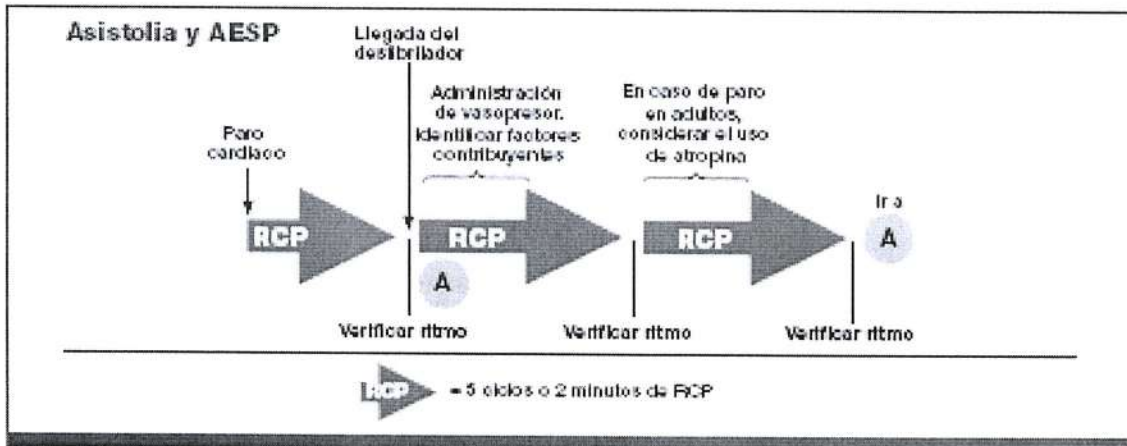 Asistolia y AESP
Llegada del
desfibrilador
Administración
de vasopresor.
Identificar factores
contribuyentes
En caso de paro
en adultos,
considerar el uso
de atropina
Paro
cardíaco
Ir a
RCP
RCP
RCP
A
A
Verificar ritmo
Verificar ritmo
Verificar ritmo
RCP
= 5 ciclos o 2 minutos de RCP